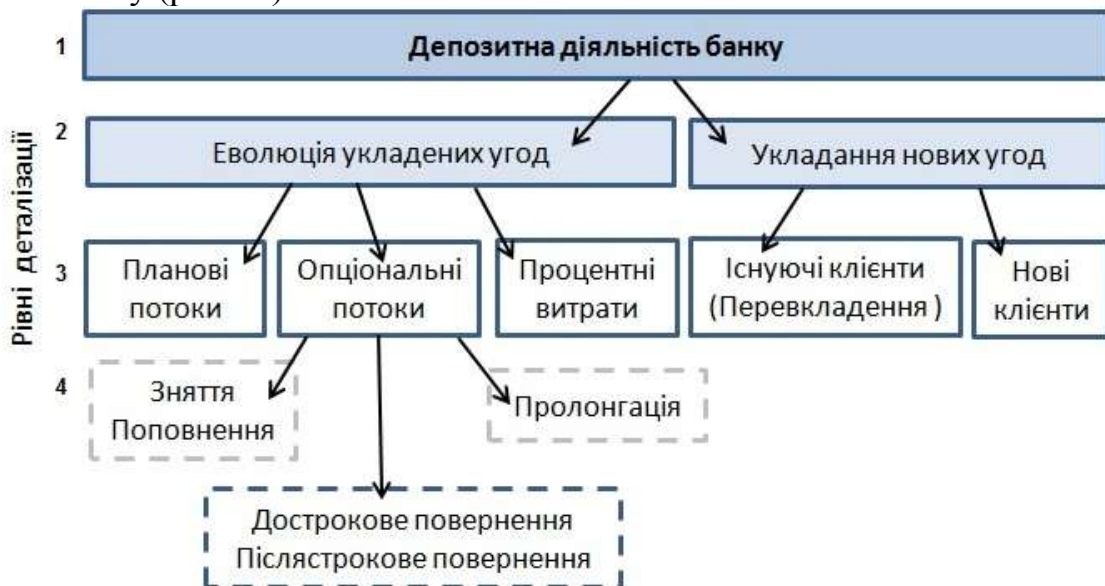 1
Депозитна діяльність банку
Рівні деталізації
2
Еволюція укладених угод
Укладання нових угод
3
Планові
потоки
Опціональні
потоки
Процентні
витрати
Існуючі клієнти
(Перевкладення )
Нові
клієнти
4
Зняття
Поповнення
Пролонгація
Дострокове повернення
Післястрокове повернення